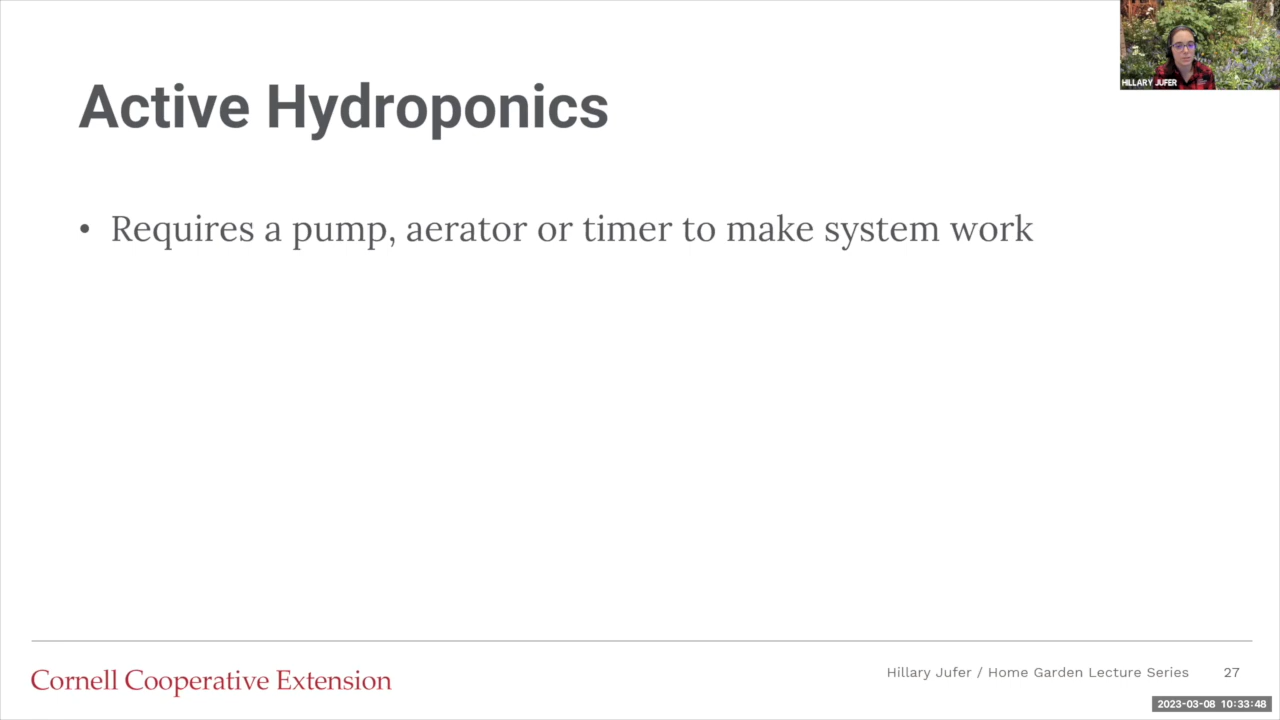 HILLARY JUFER
Active Hydroponics
• Requires a pump, aerator or timer to make system work
Cornell Cooperative Extension
Hillary Jufer / Home Garden Lecture Series 27
2023-03-08 10:33:48